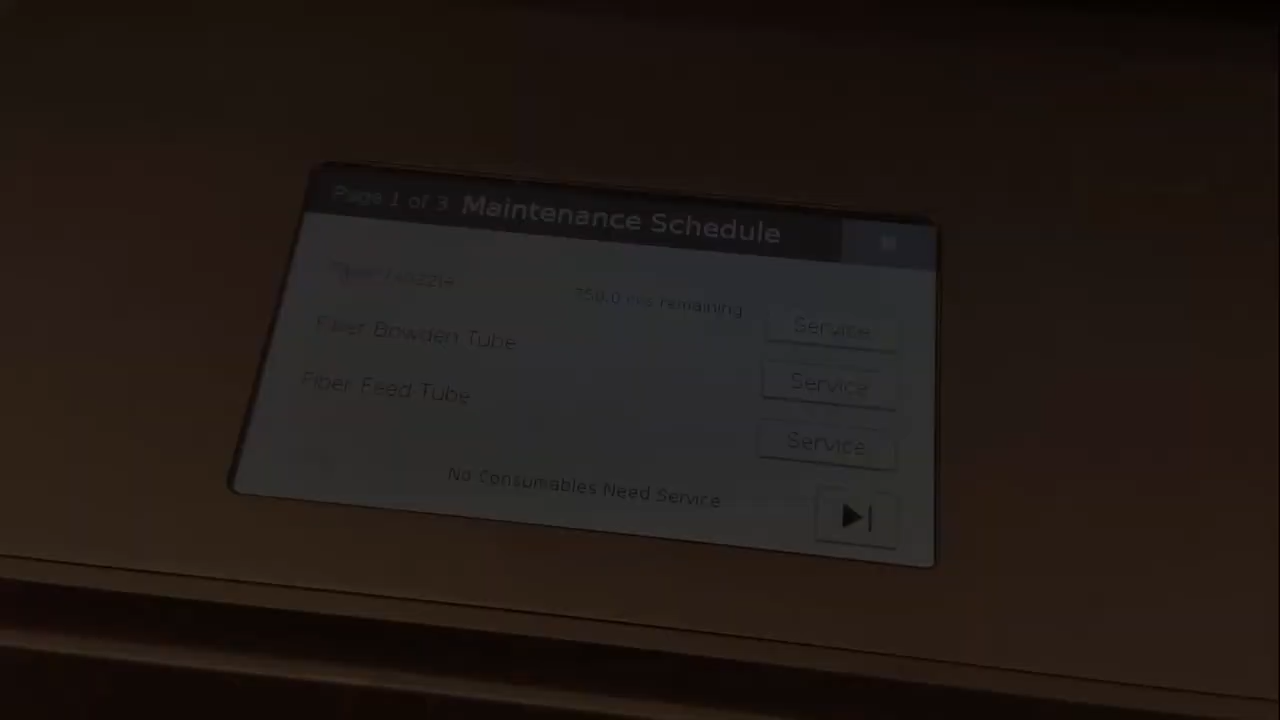 Page 1 of 3 Maintenance Schedule
remaining
Service
Fiber Bowden Tube
Service
Fiber Feed Tube
Service
No Consumables Need Service